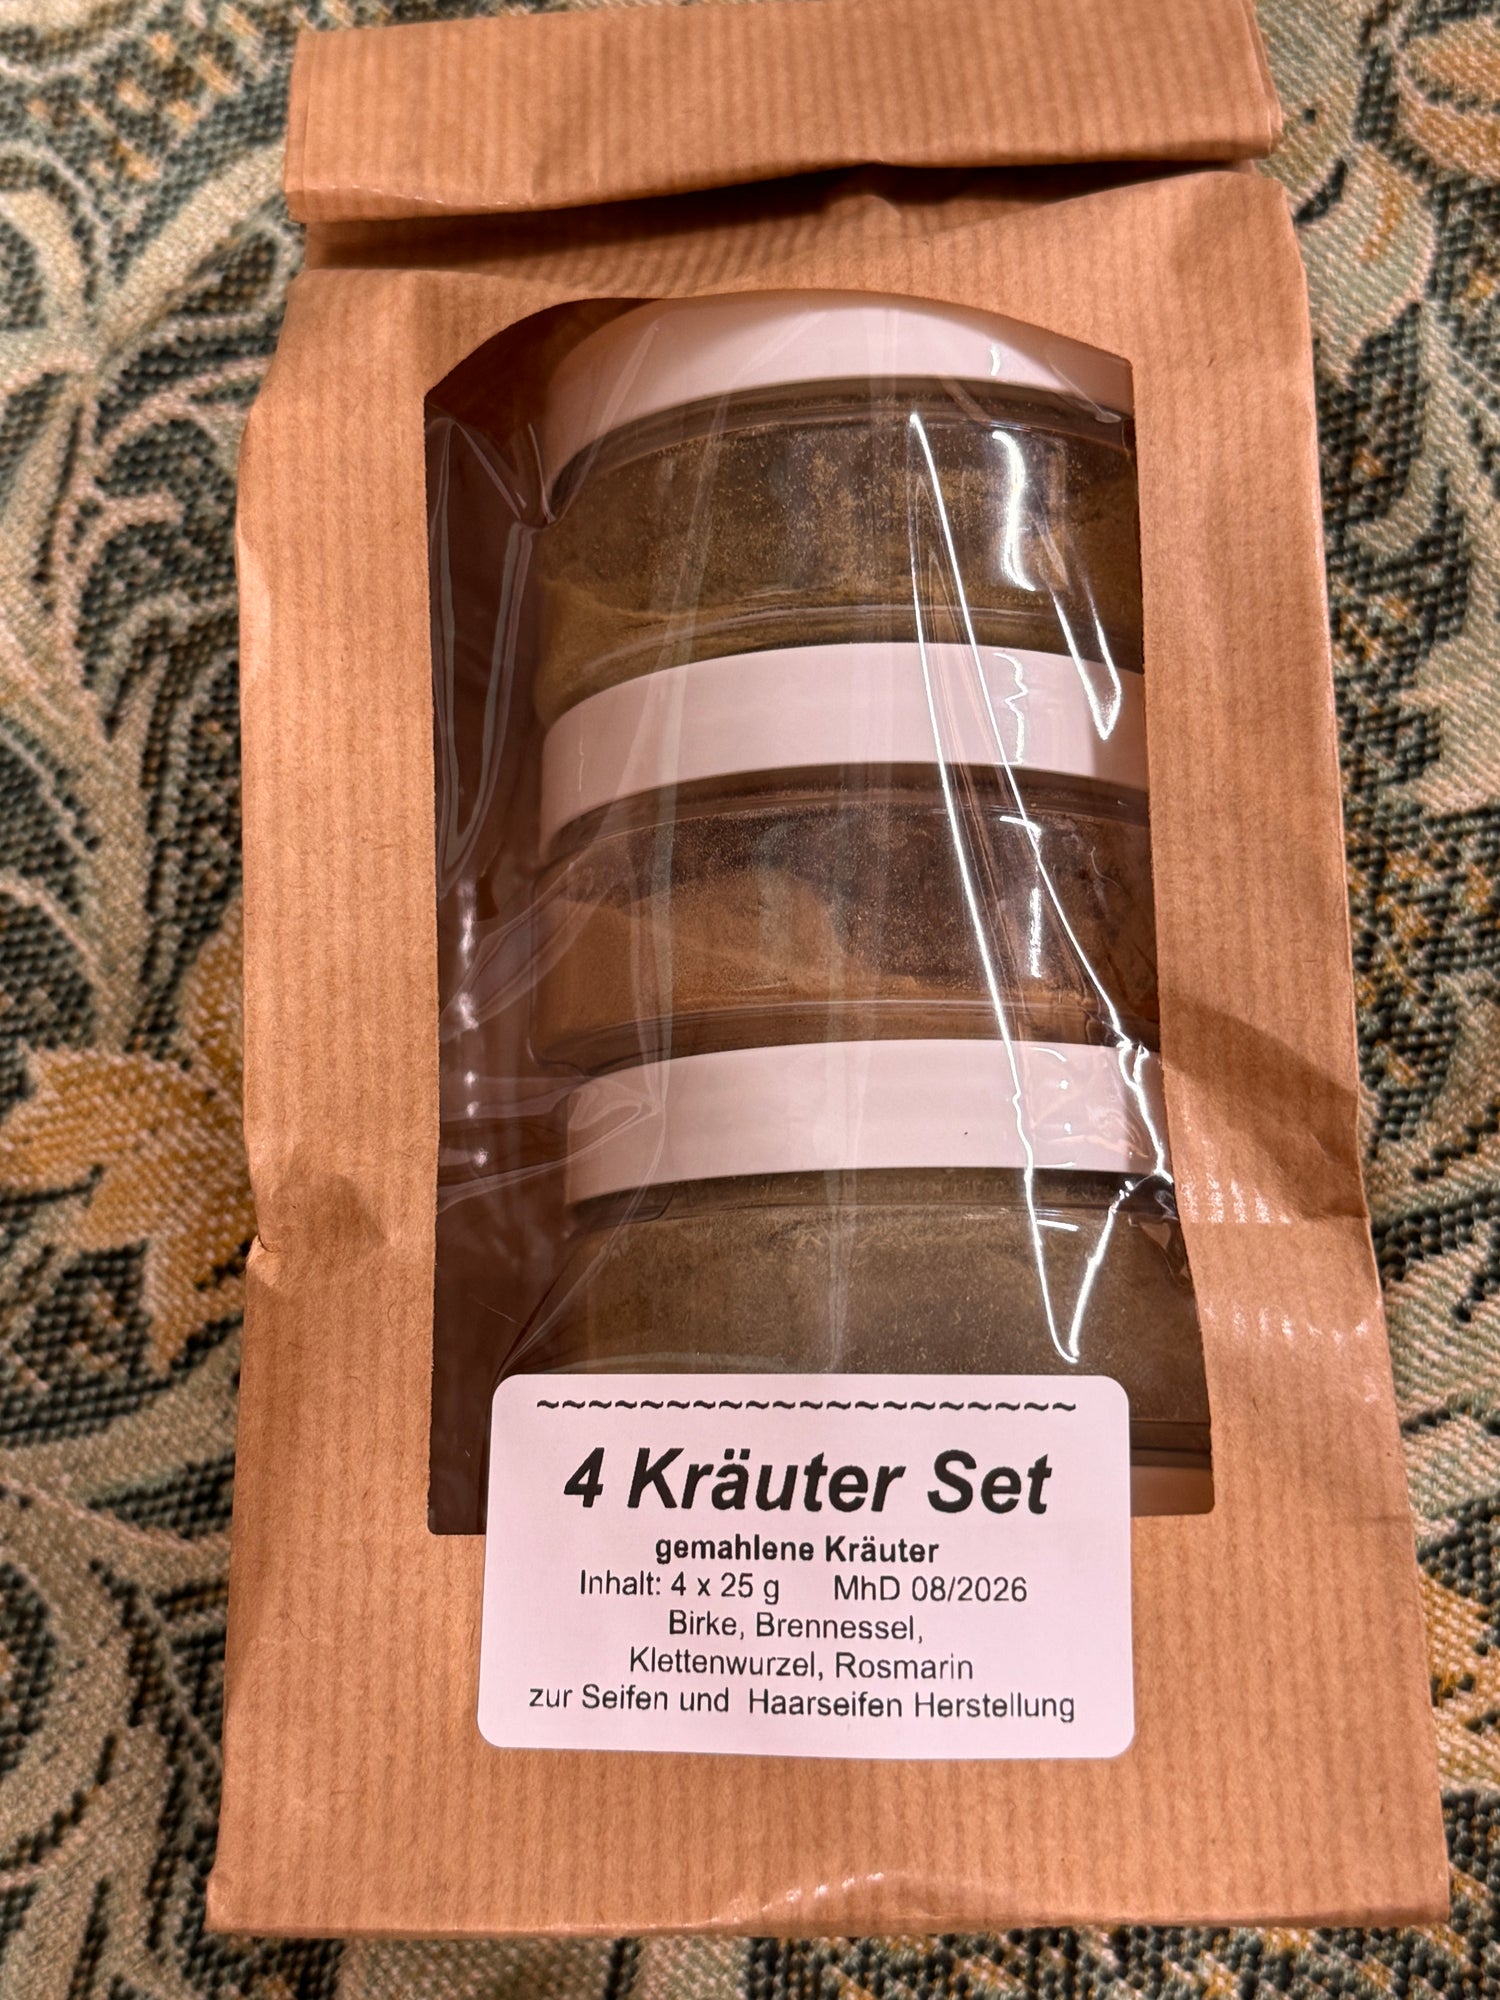 ~~~~~~~~~~~~~~~~~~~~~
4 Kräuter Set
gemahlene Kräuter
Inhalt: 4 x 25 g MhD 08/2026
Birke, Brennessel,
Klettenwurzel, Rosmarin
zur Seifen und Haarseifen Herstellung